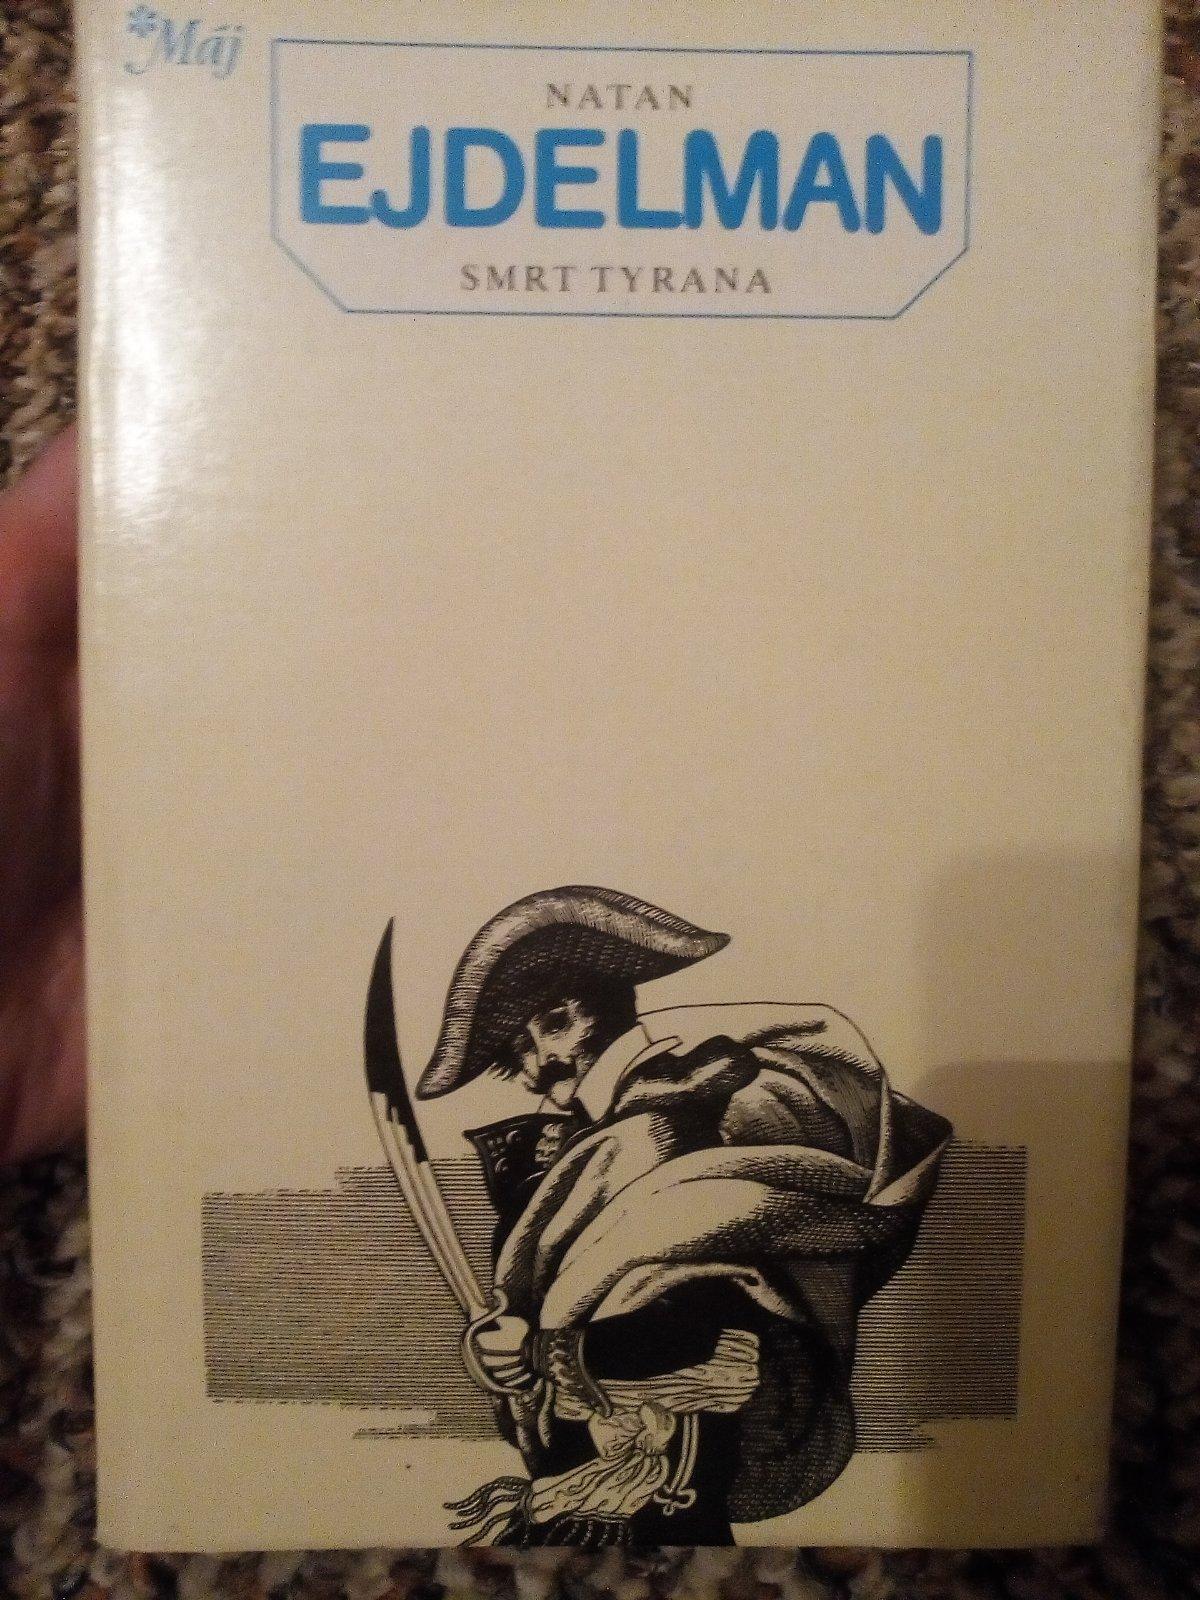 *Máj
NATAN
EJDELMAN
SMRT TYRANA